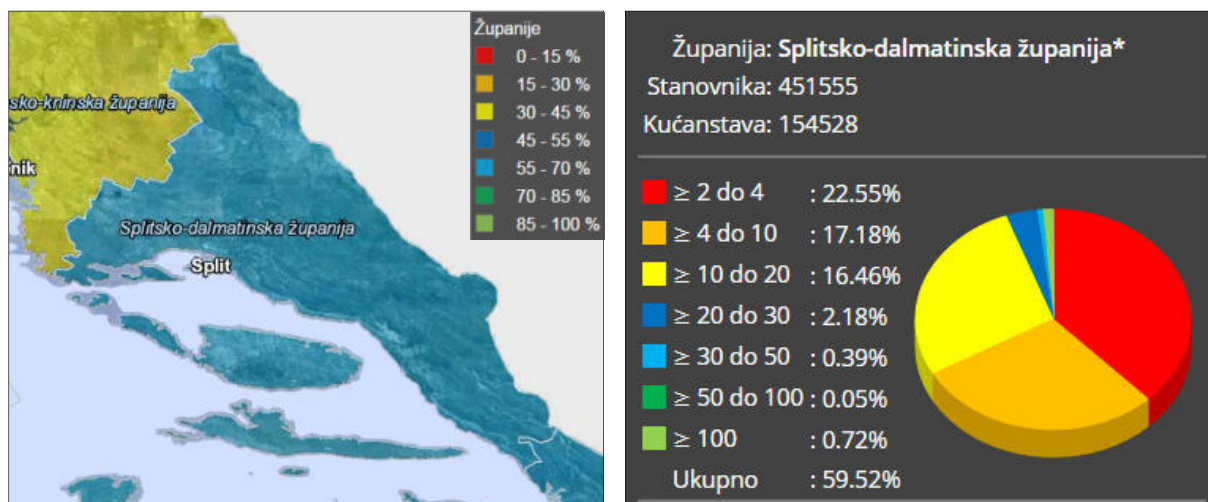 Županije
0 - 15 %
15 - 30 %
30 - 45 %
45 - 55 %
55 - 70 %
70 - 85 %
85 - 100 %
sko-kninska županija
nik
Splitsko-dalmatinska županija
Split
Županija: Splitsko-dalmatinska županija*
Stanovnika: 451555
Kućanstava: 154528
≥ 2 do 4 : 22.55%
≥ 4 do 10 : 17.18%
≥ 10 do 20 : 16.46%
≥ 20 do 30 : 2.18%
≥ 30 do 50 : 0.39%
≥ 50 do 100 : 0.05%
≥ 100 : 0.72%
Ukupno : 59.52%